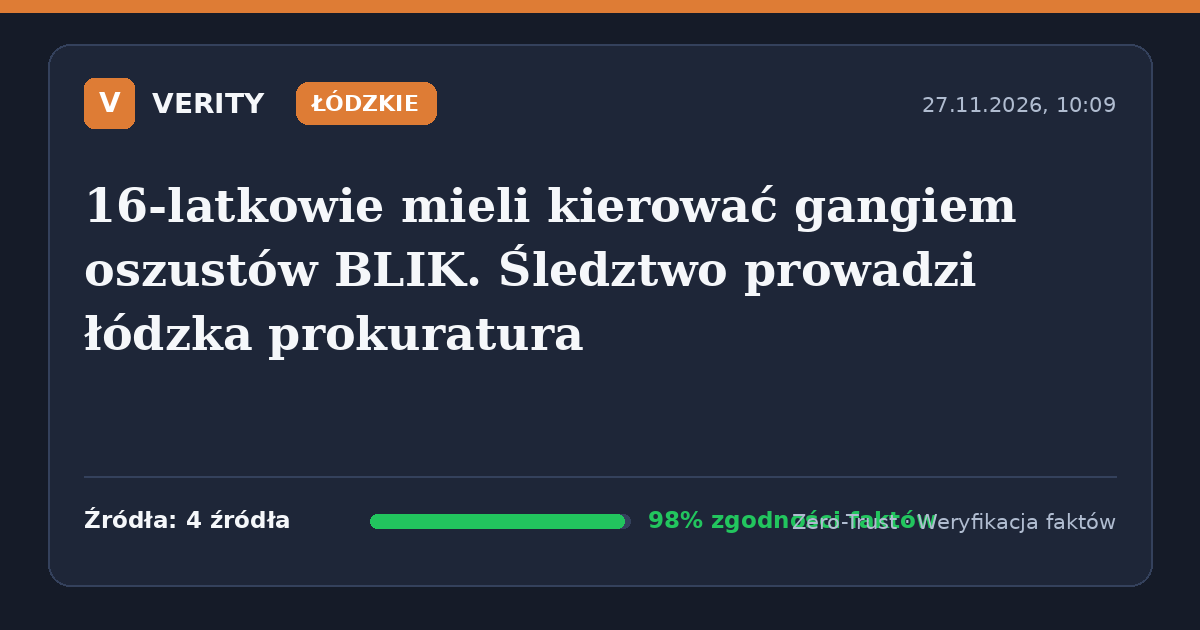 V VERITY ŁÓDZKIE 27.11.2026, 10:09
16-latkowie mieli kierować gangiem
oszustów BLIK. Śledztwo prowadzi
łódzka prokuratura
Źródła: 4 źródła 98% zgodności faktów Zero-Trust · Weryfikacja faktów